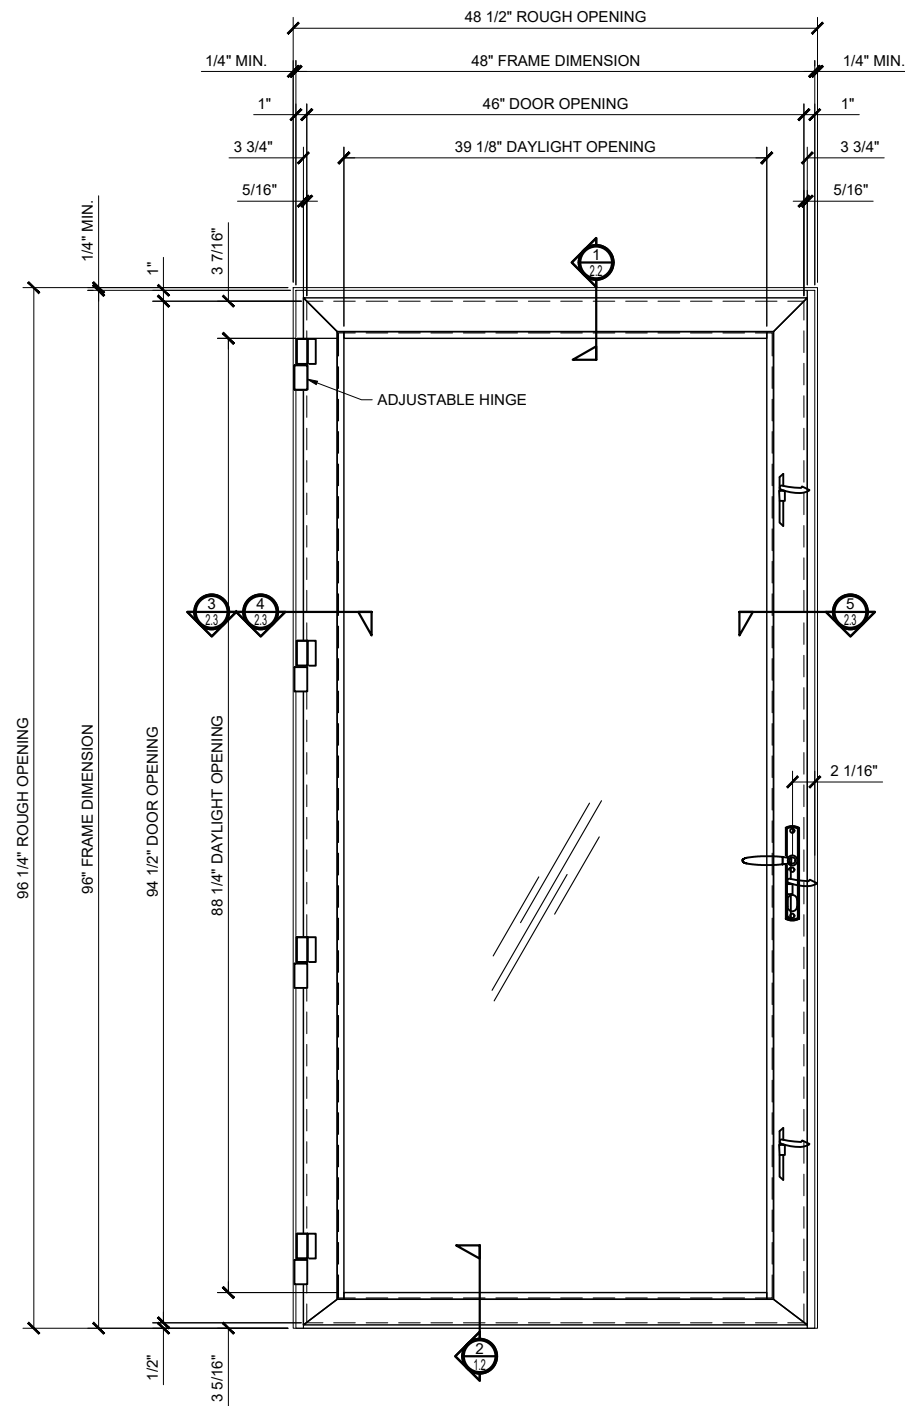 48 1/2" ROUGH OPENING
1/4" MIN.
48" FRAME DIMENSION
1/4" MIN.
1"
46" DOOR OPENING
1"
3 3/4"
39 1/8" DAYLIGHT OPENING
3 3/4"
5/16"
5/16"
1/4" MIN.
1"
3 7/16"
1
2.2
ADJUSTABLE HINGE
3
2.3
4
2.3
5
2.3
96 1/4" ROUGH OPENING
96" FRAME DIMENSION
94 1/2" DOOR OPENING
88 1/4" DAYLIGHT OPENING
2 1/16"
2
1.2
1/2"
3 5/16"